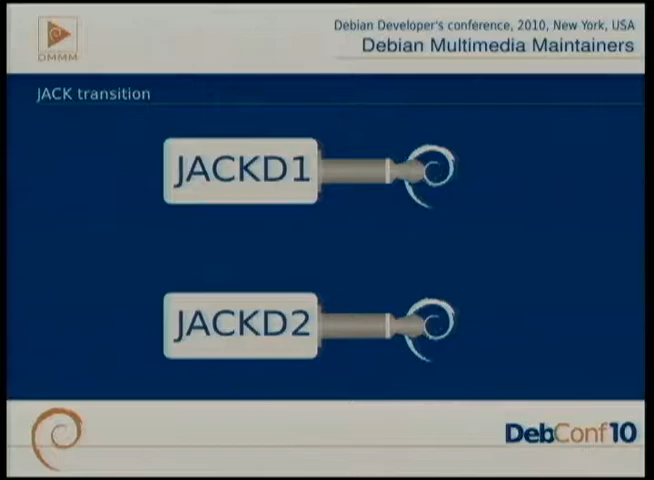 DMMM
Debian Developer's conference, 2010, New York, USA
Debian Multimedia Maintainers
JACK transition
JACKD1
JACKD2
DebConf10